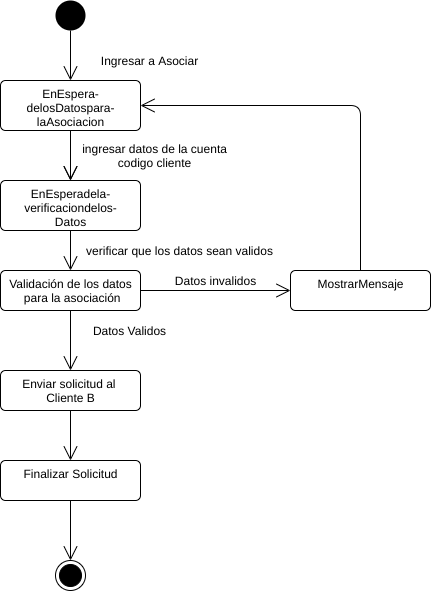 Ingresar a Asociar
EnEspera-
delosDatospara-
laAsociacion
ingresar datos de la cuenta
codigo cliente
EnEsperadela-
verificaciondelos-
Datos
verificar que los datos sean validos
Validación de los datos
para la asociación
Datos invalidos
MostrarMensaje
Datos Validos
Enviar solicitud al
Cliente B
Finalizar Solicitud